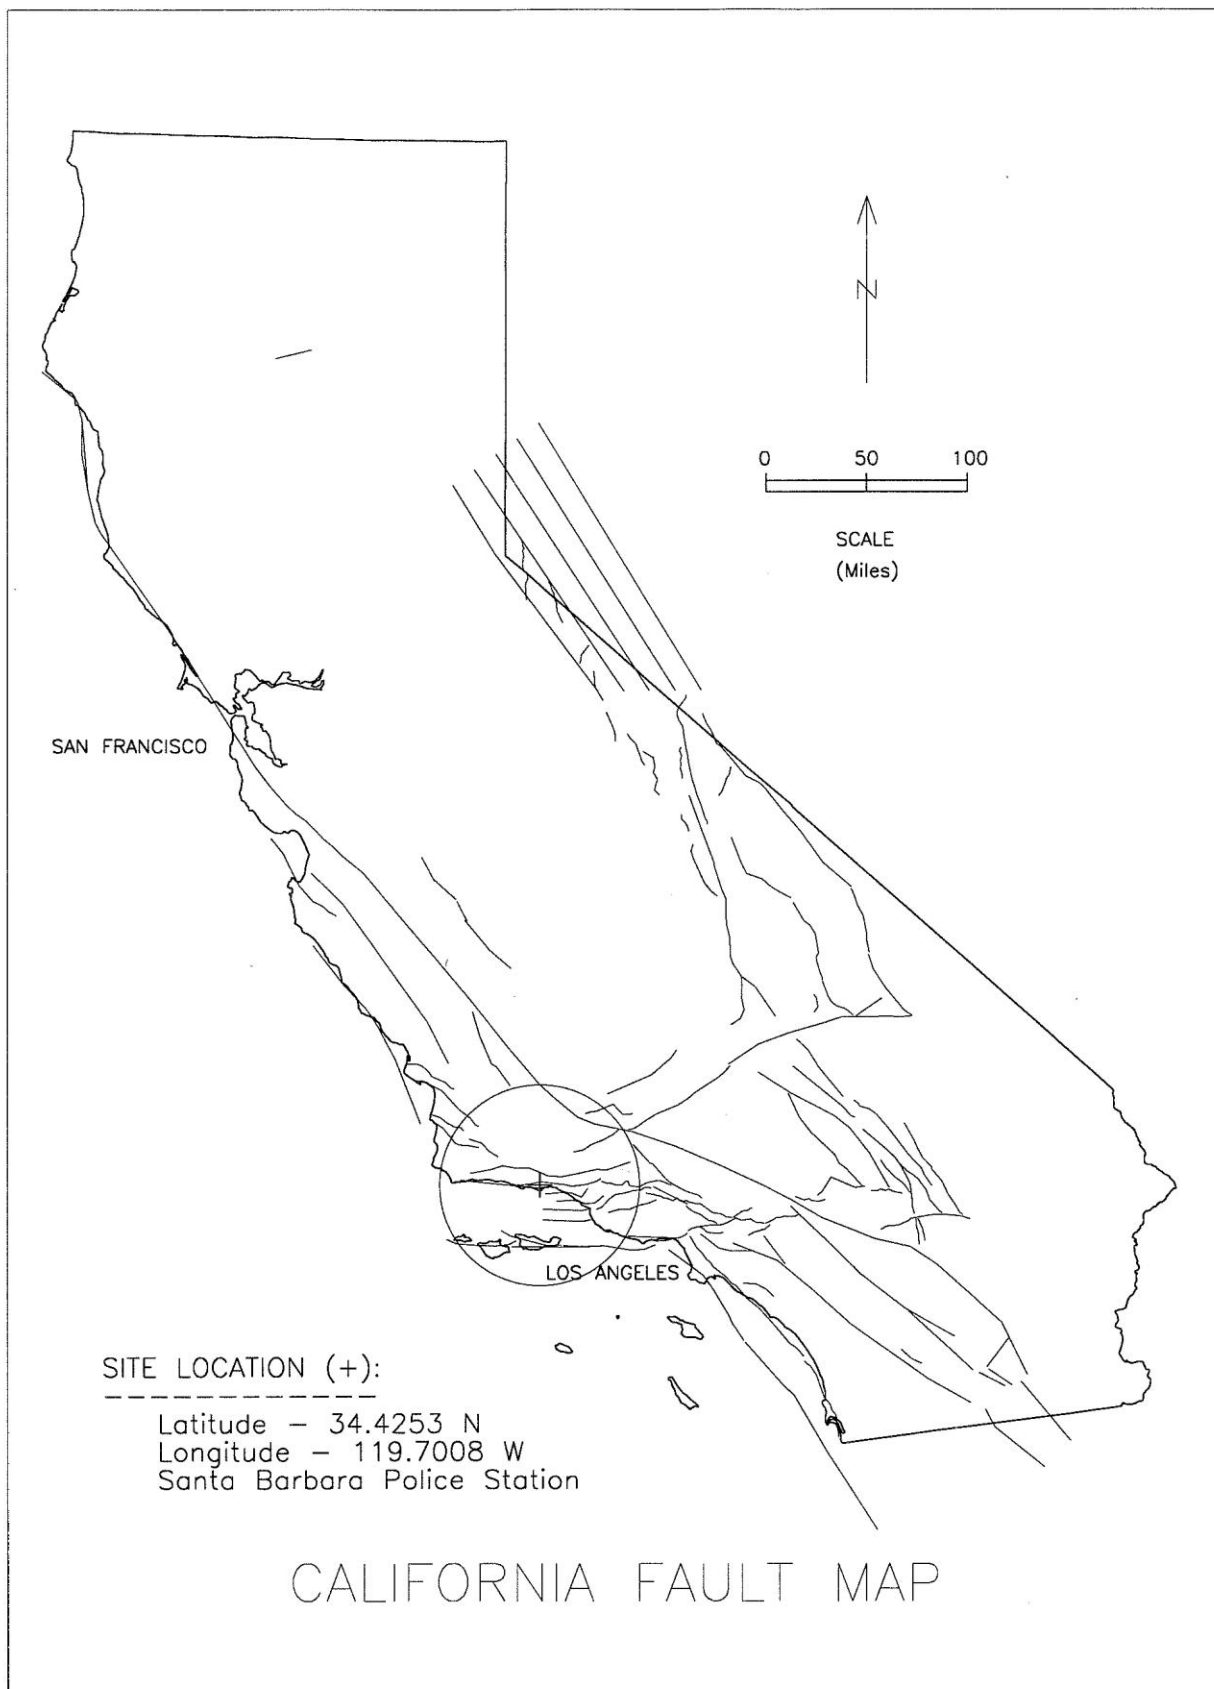 N
0 50 100
SCALE
(Miles)
SAN FRANCISCO
LOS ANGELES
SITE LOCATION (+):
------------
Latitude - 34.4253 N
Longitude - 119.7008 W
Santa Barbara Police Station
CALIFORNIA FAULT MAP